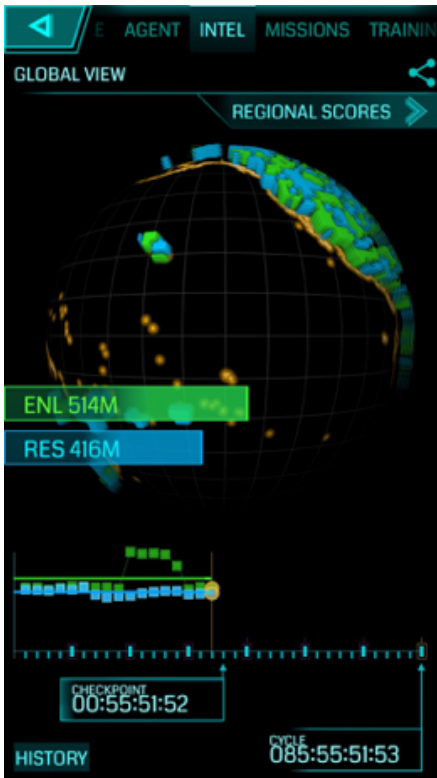 E AGENT INTEL MISSIONS TRAININ
GLOBAL VIEW
REGIONAL SCORES
ENL 514M
RES 416M
CHECKPOINT
00:55:51:52
CYCLE
085:55:51:53
HISTORY